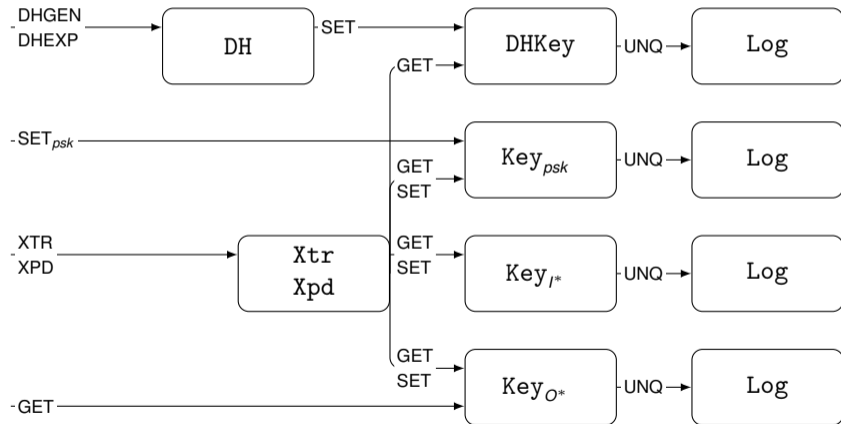 DHGEN
DHEXP
DH
SET
DHKey
UNQ
Log
GET
SET_psk
GET
SET
Key_psk
UNQ
Log
XTR
XPD
Xtr
Xpd
GET
SET
Key_I*
UNQ
Log
GET
SET
Key_O*
UNQ
Log
GET